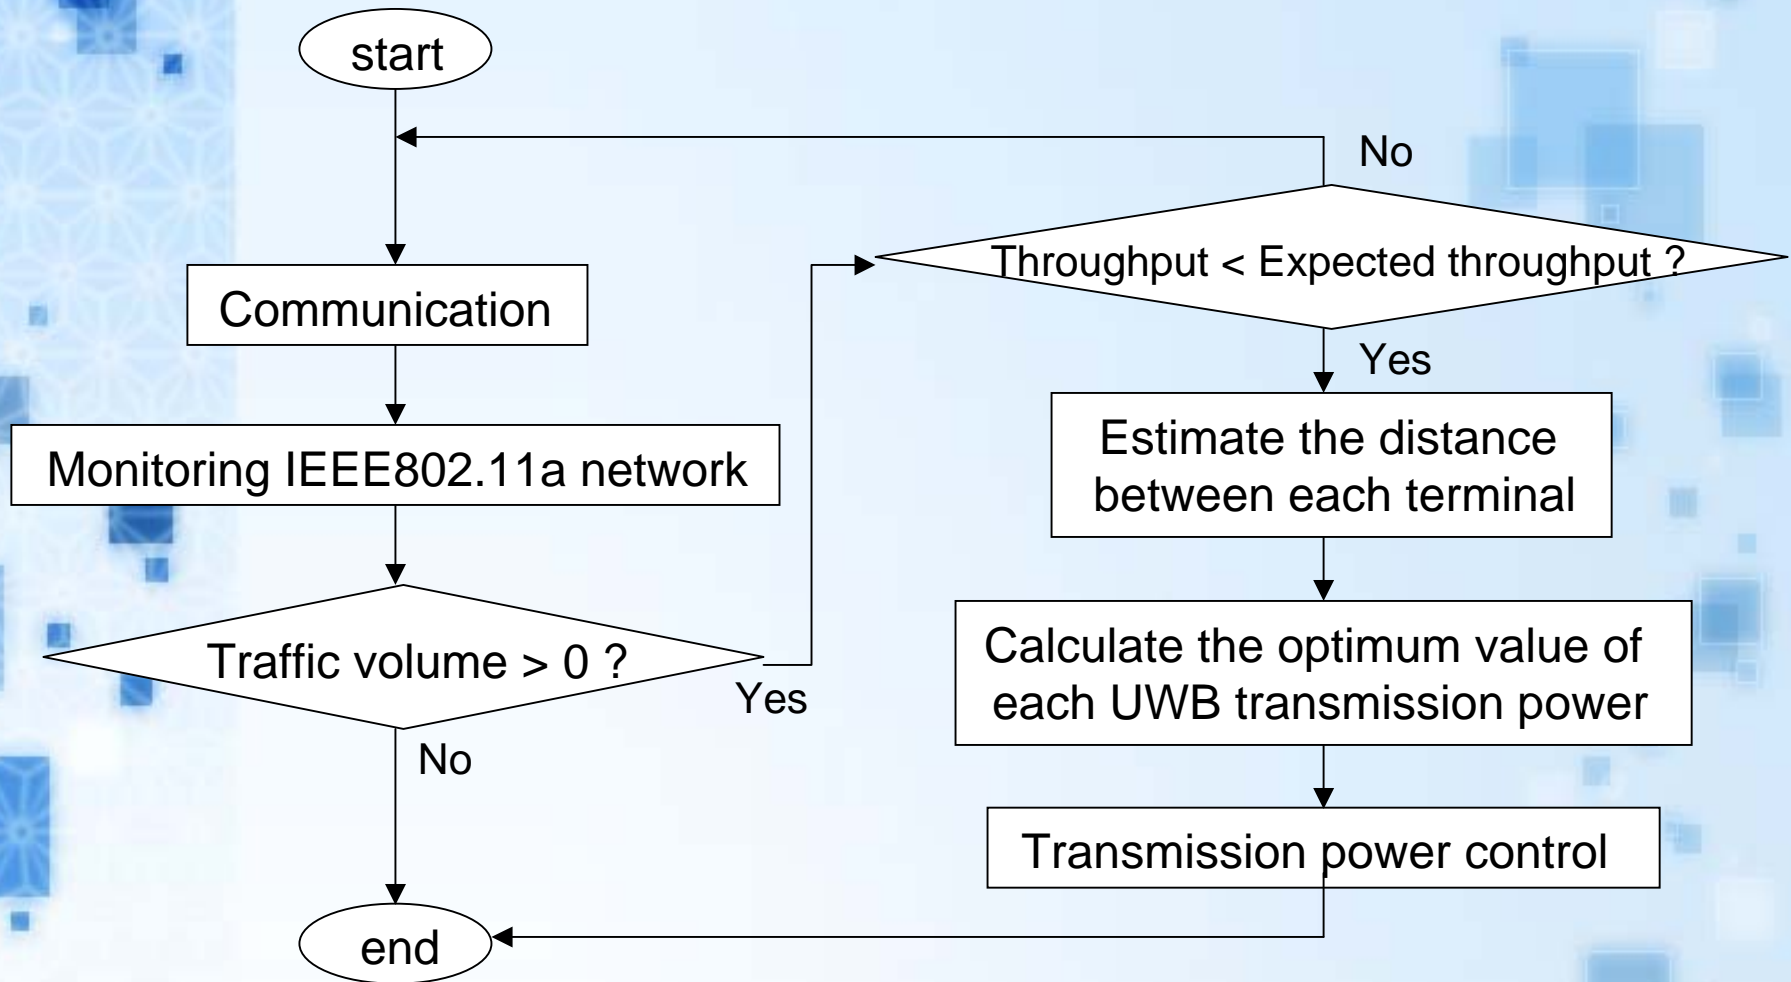 start
Communication
Monitoring IEEE802.11a network
Traffic volume > 0 ?
Yes
No
end
No
Throughput < Expected throughput ?
Yes
Estimate the distance
between each terminal
Calculate the optimum value of
each UWB transmission power
Transmission power control